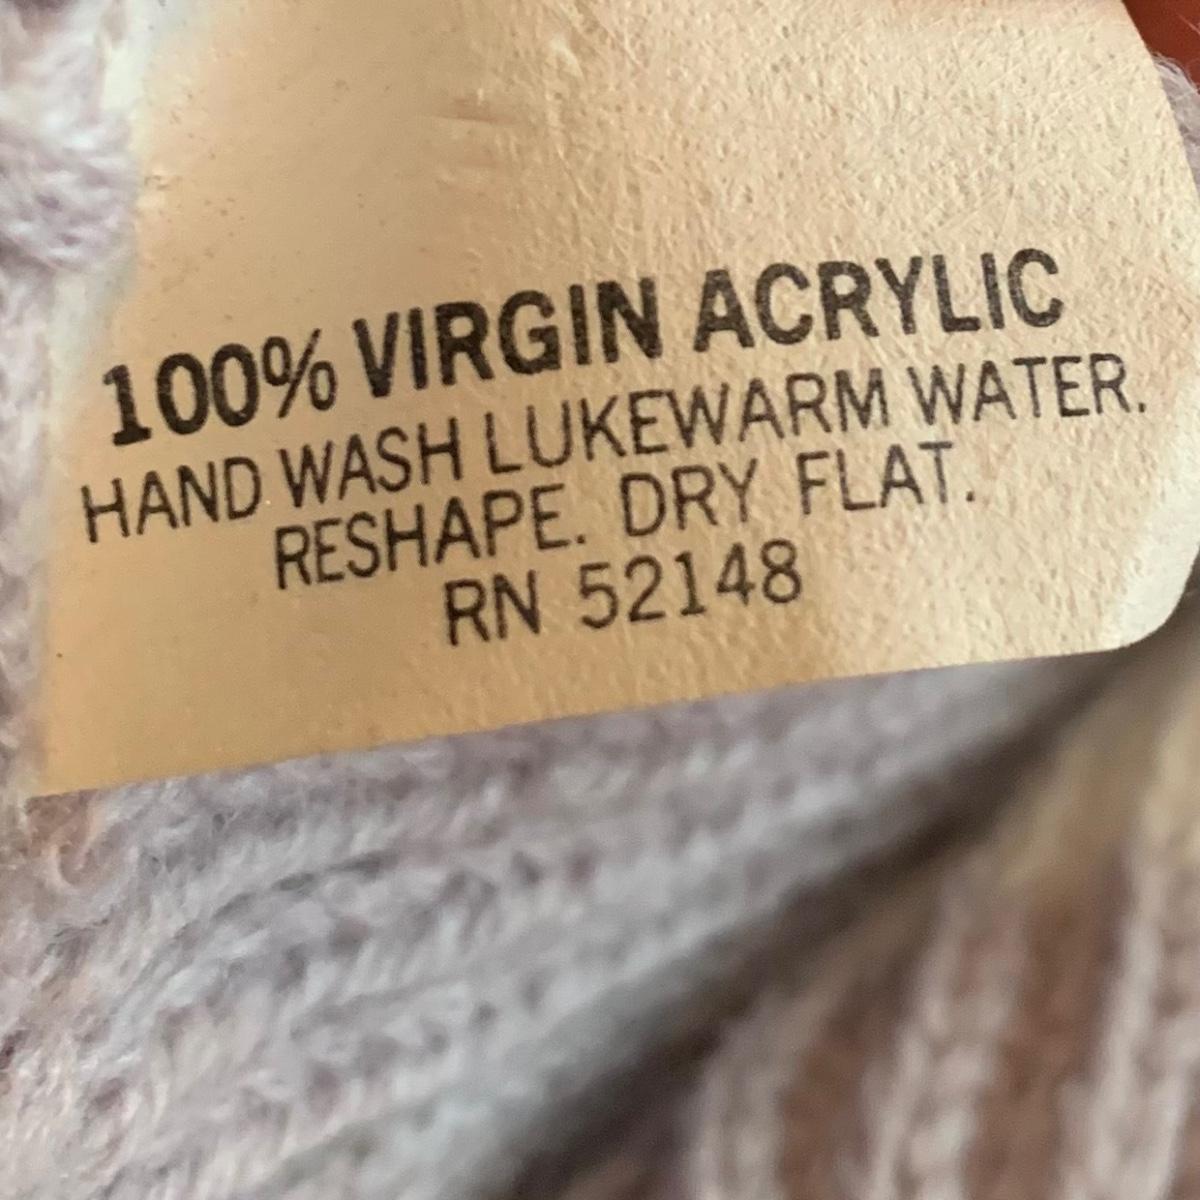 100% VIRGIN ACRYLIC
HAND WASH LUKEWARM WATER.
RESHAPE. DRY FLAT.
RN 52148